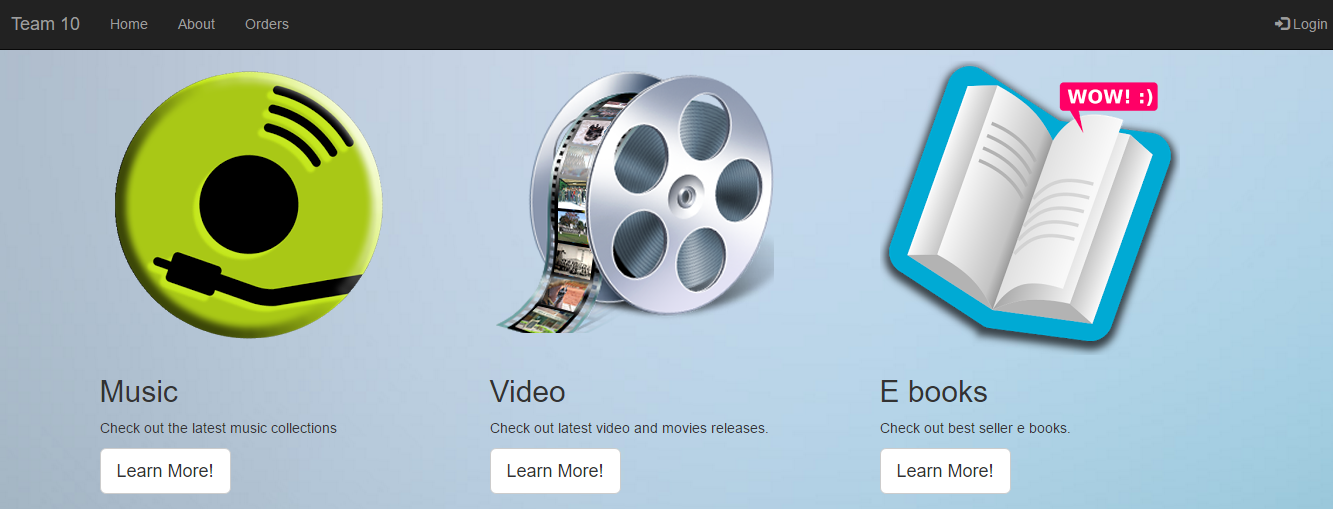 Team 10 Home About Orders Login
WOW! :)
Music Video E books
Check out the latest music collections Check out latest video and movies releases. Check out best seller e books.
Learn More! Learn More! Learn More!